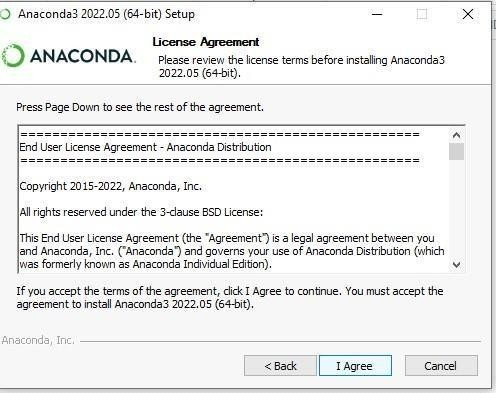 Anaconda3 2022.05 (64-bit) Setup
ANACONDA.
License Agreement
Please review the license terms before installing Anaconda3
2022.05 (64-bit).
Press Page Down to see the rest of the agreement.
====================================================
End User License Agreement - Anaconda Distribution
====================================================
Copyright 2015-2022, Anaconda, Inc.
All rights reserved under the 3-clause BSD License:
This End User License Agreement (the "Agreement") is a legal agreement between you
and Anaconda, Inc. ("Anaconda") and governs your use of Anaconda Distribution (which
was formerly known as Anaconda Individual Edition).
If you accept the terms of the agreement, click I Agree to continue. You must accept the
agreement to install Anaconda3 2022.05 (64-bit).
Anaconda, Inc.
< Back
I Agree
Cancel